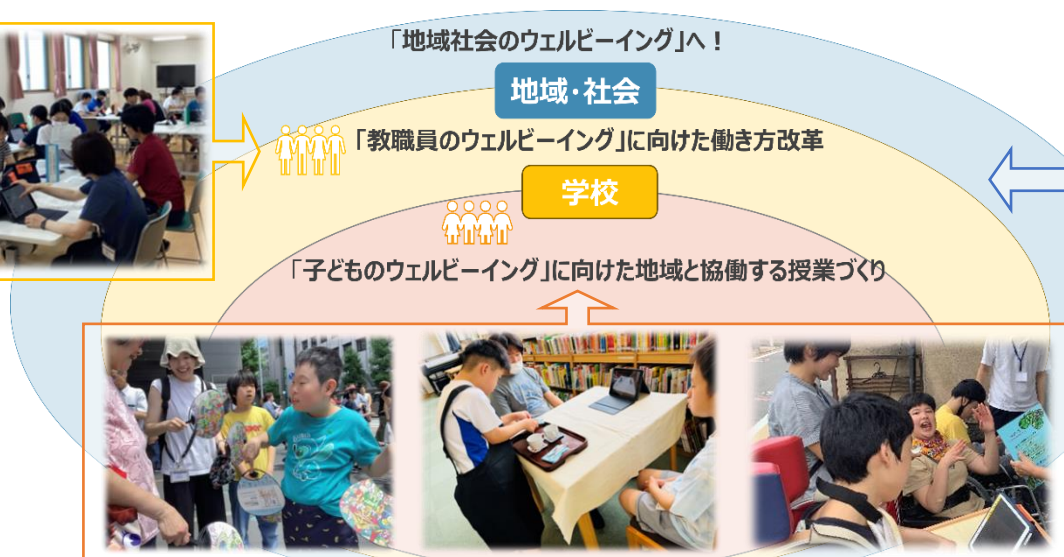 「地域社会のウェルビーイング」へ！
地域・社会
「教職員のウェルビーイング」に向けた働き方改革
学校
「子どものウェルビーイング」に向けた地域と協働する授業づくり